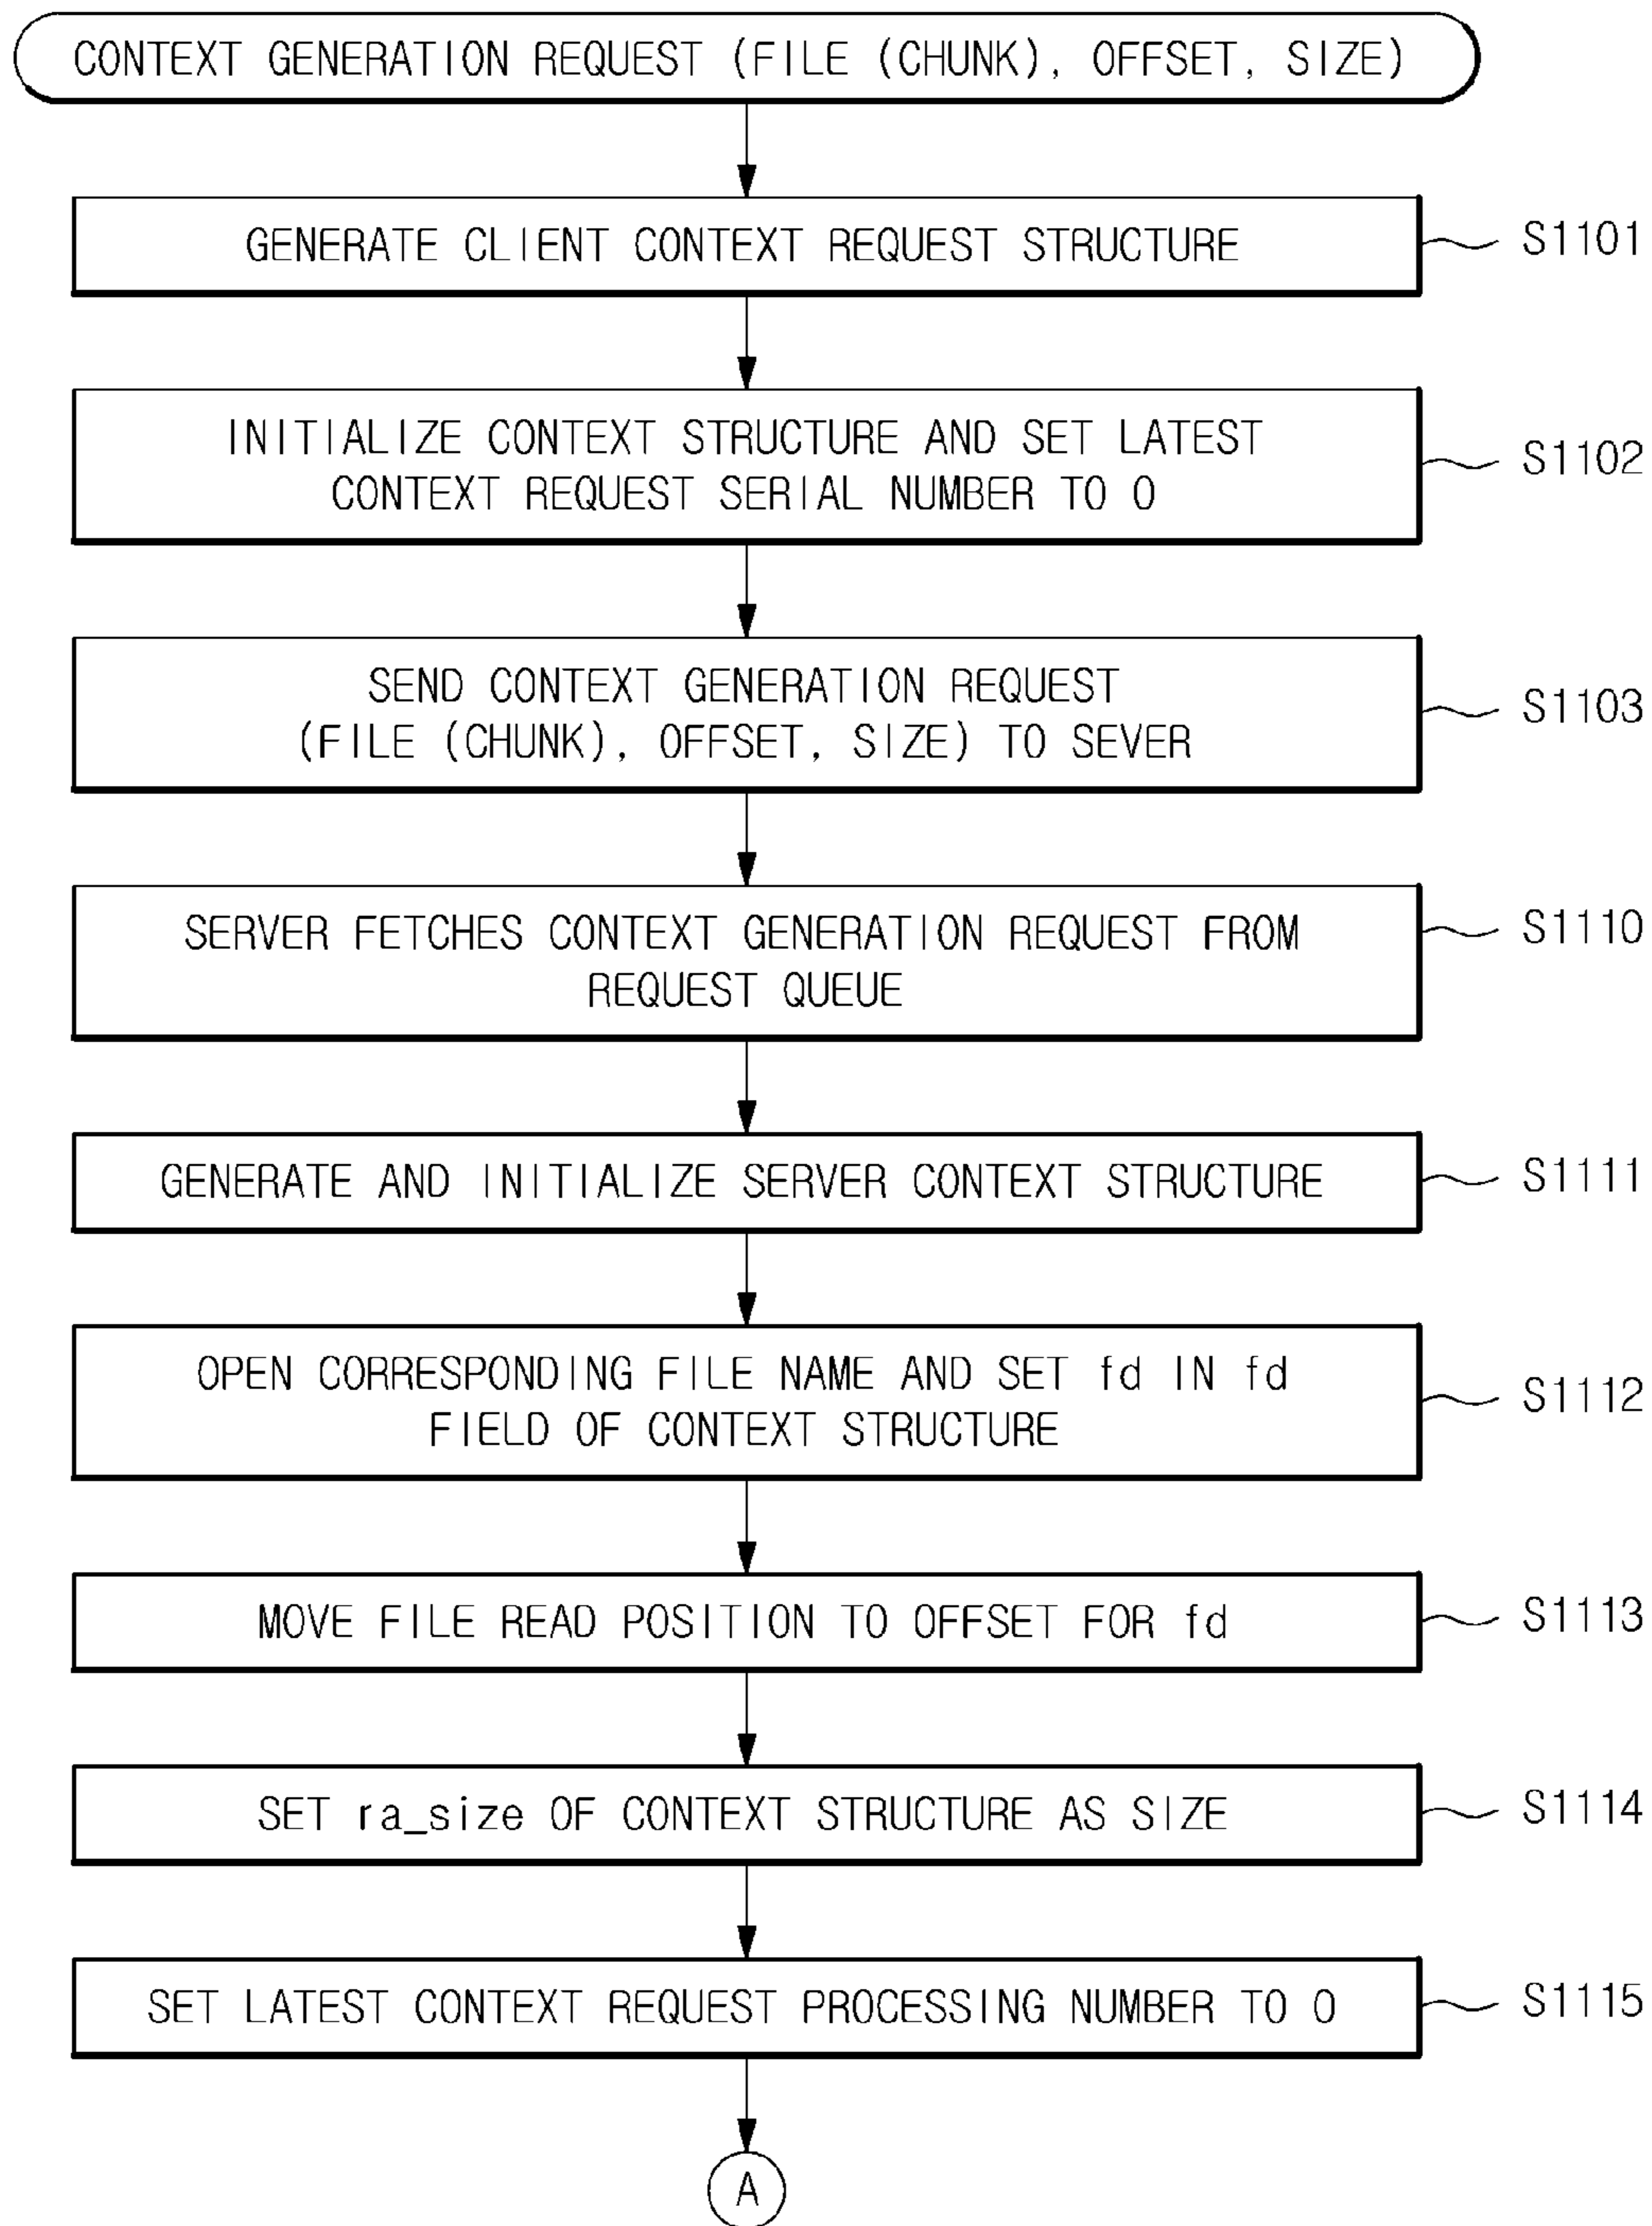 CONTEXT GENERATION REQUEST (FILE (CHUNK), OFFSET, SIZE)
GENERATE CLIENT CONTEXT REQUEST STRUCTURE
S1101
INITIALIZE CONTEXT STRUCTURE AND SET LATEST
CONTEXT REQUEST SERIAL NUMBER TO 0
S1102
SEND CONTEXT GENERATION REQUEST
(FILE (CHUNK), OFFSET, SIZE) TO SEVER
S1103
SERVER FETCHES CONTEXT GENERATION REQUEST FROM
REQUEST QUEUE
S1110
GENERATE AND INITIALIZE SERVER CONTEXT STRUCTURE
S1111
OPEN CORRESPONDING FILE NAME AND SET fd IN fd
FIELD OF CONTEXT STRUCTURE
S1112
MOVE FILE READ POSITION TO OFFSET FOR fd
S1113
SET ra_size OF CONTEXT STRUCTURE AS SIZE
S1114
SET LATEST CONTEXT REQUEST PROCESSING NUMBER TO 0
S1115
A